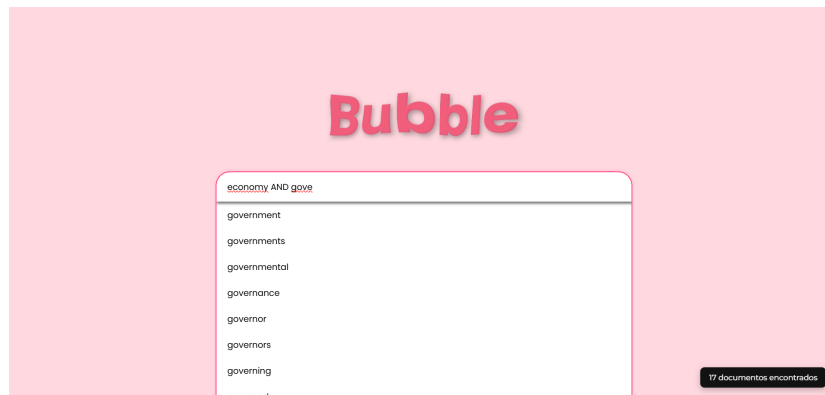 Bubble
economy AND gove
government
governments
governmental
governance
governor
governors
governing
17 documentos encontrados